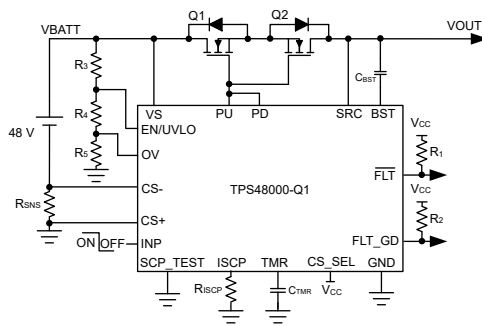 Q1 Q2
VBATT VOUT
R3
CBST
R4
VS PU PD SRC BST
EN/UVLO
VCC
R5
OV
R1
48 V
FLT
CS-
TPS48000-Q1
VCC
RSNS
CS+
R2
ON OFF INP
FLT_GD
SCP_TEST ISCP TMR CS_SEL GND
RISCP CTMR VCC